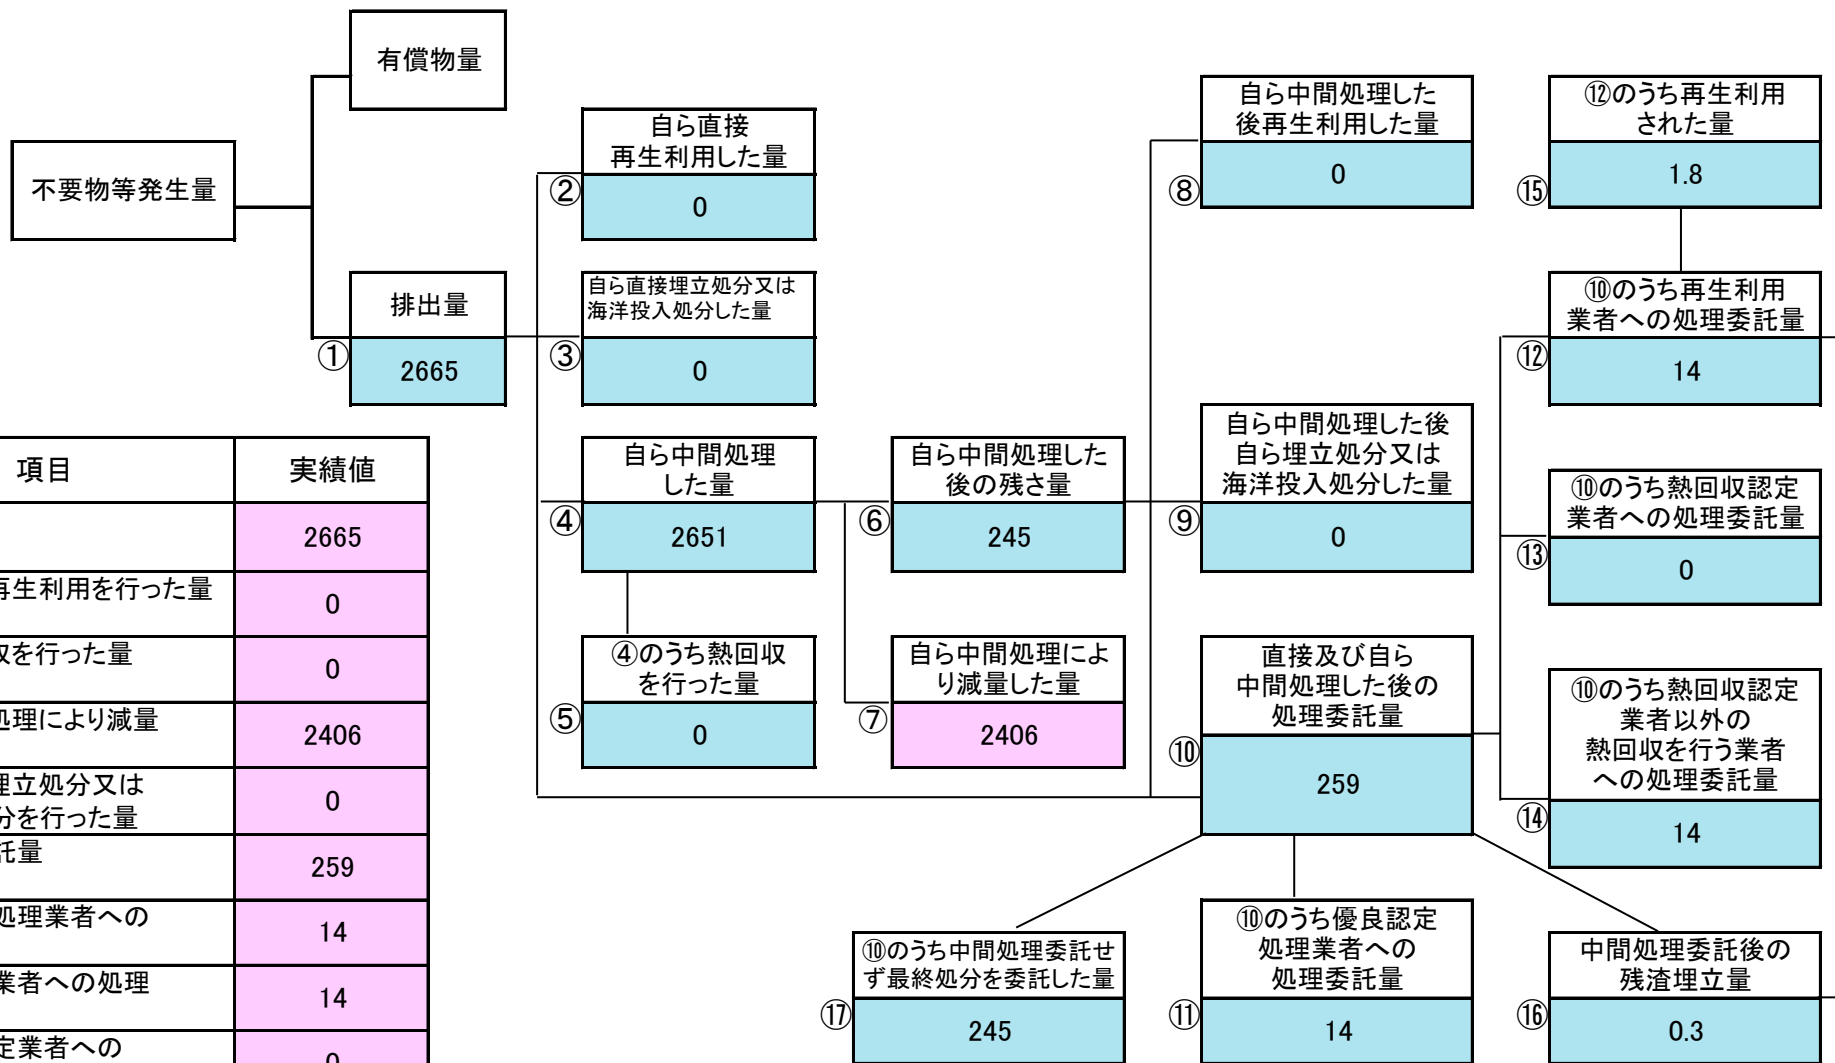 有償物量
不要物等発生量
排出量
①
2665
自ら直接
再生利用した量
②
0
自ら直接埋立処分又は
海洋投入処分した量
③
0
自ら中間処理
した量
④
2651
④のうち熱回収
を行った量
⑤
0
自ら中間処理した
後の残さ量
⑥
245
自ら中間処理によ
り減量した量
⑦
2406
自ら中間処理した
後再生利用した量
⑧
0
自ら中間処理した後
自ら埋立処分又は
海洋投入処分した量
⑨
0
直接及び自ら
中間処理した後の
処理委託量
⑩
259
⑫のうち再生利用
された量
⑮
1.8
⑩のうち再生利用
業者への処理委託量
⑫
14
⑩のうち熱回収認定
業者への処理委託量
⑬
0
⑩のうち熱回収認定
業者以外の
熱回収を行う業者
への処理委託量
⑭
14
⑩のうち中間処理委託せ
ず最終処分を委託した量
⑰
245
⑩のうち優良認定
処理業者への
処理委託量
⑪
14
中間処理委託後の
残渣埋立量
⑯
0.3
項目 実績値
2665
再生利用を行った量 0
を行った量 0
処理により減量 2406
埋立処分又は
を行った量 0
託量 259
処理業者への 14
業者への処理 14
定業者への 0